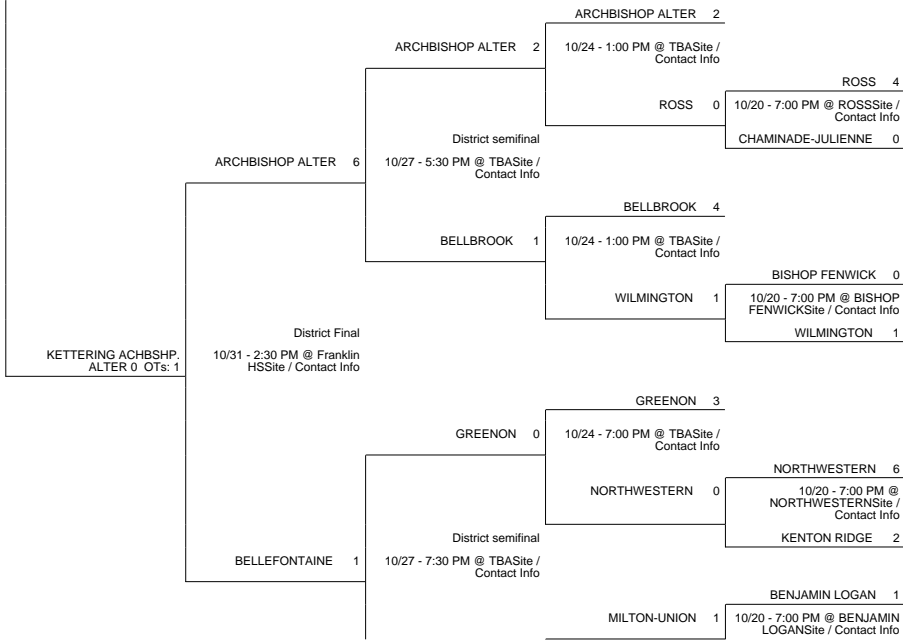 ARCHBISHOP ALTER 2
ARCHBISHOP ALTER 2
10/24 - 1:00 PM @ TBASite /
Contact Info
ROSS 4
ROSS 0
10/20 - 7:00 PM @ ROSSSite /
Contact Info
CHAMINADE-JULIENNE 0
District semifinal
ARCHBISHOP ALTER 6
10/27 - 5:30 PM @ TBASite /
Contact Info
BELLBROOK 4
BELLBROOK 1
10/24 - 1:00 PM @ TBASite /
Contact Info
BISHOP FENWICK 0
WILMINGTON 1
10/20 - 7:00 PM @ BISHOP
FENWICKSite / Contact Info
WILMINGTON 1
District Final
KETTERING ACHBSHP.
ALTER 0 OTs: 1
10/31 - 2:30 PM @ Franklin
HSSite / Contact Info
GREENON 3
GREENON 0
10/24 - 7:00 PM @ TBASite /
Contact Info
NORTHWESTERN 6
NORTHWESTERN 0
10/20 - 7:00 PM @
NORTHWESTERNSite /
Contact Info
KENTON RIDGE 2
District semifinal
BELLEFONTAINE 1
10/27 - 7:30 PM @ TBASite /
Contact Info
BENJAMIN LOGAN 1
MILTON-UNION 1
10/20 - 7:00 PM @ BENJAMIN
LOGANSite / Contact Info